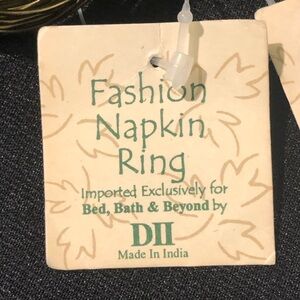 Fashion
Napkin
Ring
Imported Exclusively for
Bed, Bath & Beyond by
DII
Made In India